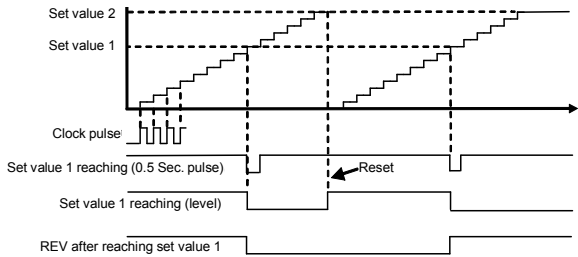 Set value 2
Set value 1
Clock pulse
Set value 1 reaching (0.5 Sec. pulse)
Reset
Set value 1 reaching (level)
REV after reaching set value 1